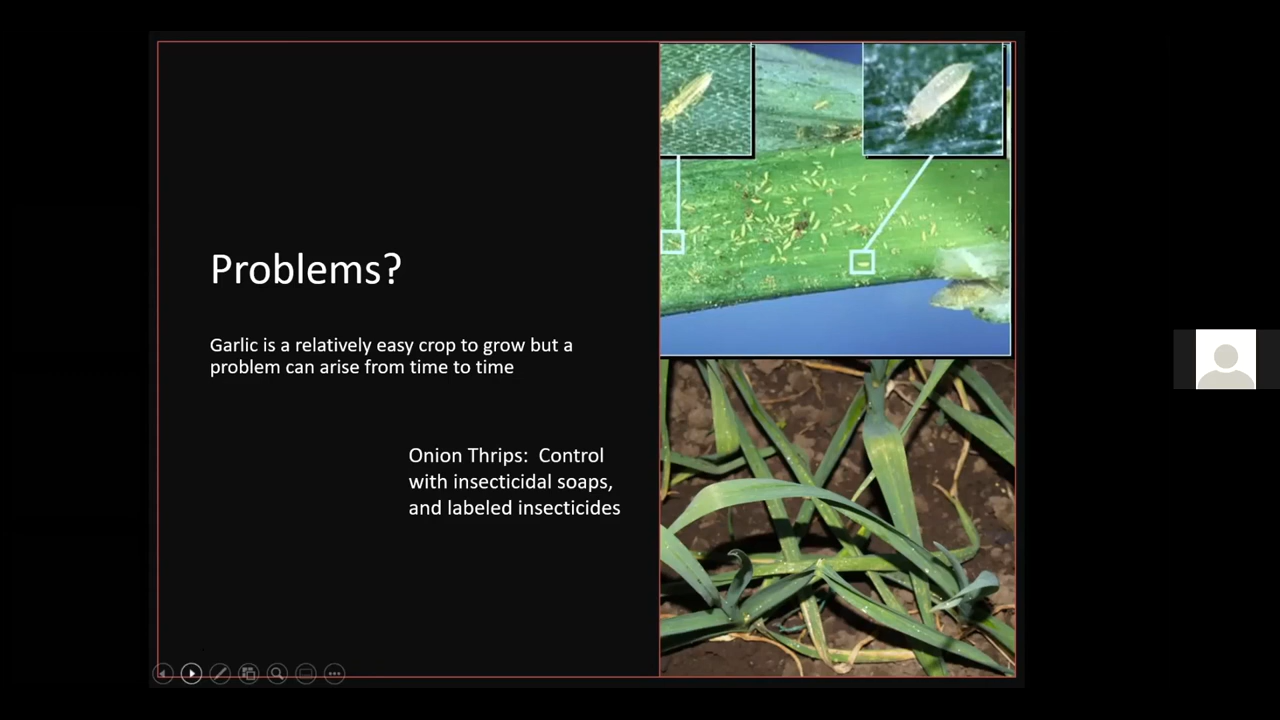 Problems?
Garlic is a relatively easy crop to grow but a
problem can arise from time to time
Onion Thrips:  Control
with insecticidal soaps,
and labeled insecticides